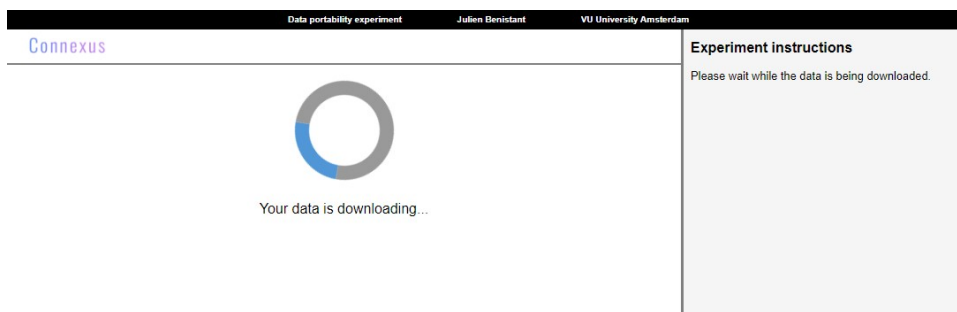 Data portability experiment Julien Benistant VU University Amsterdam
Connexus
Your data is downloading...
Experiment instructions
Please wait while the data is being downloaded.